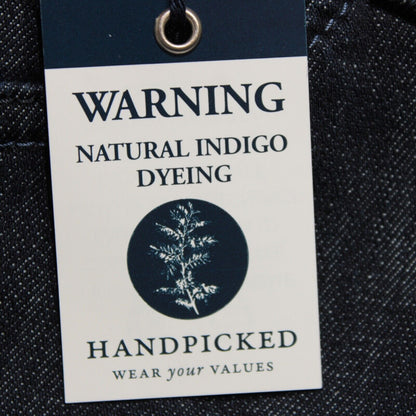 WARNING
NATURAL INDIGO
DYEING
HANDPICKED
WEAR your VALUES